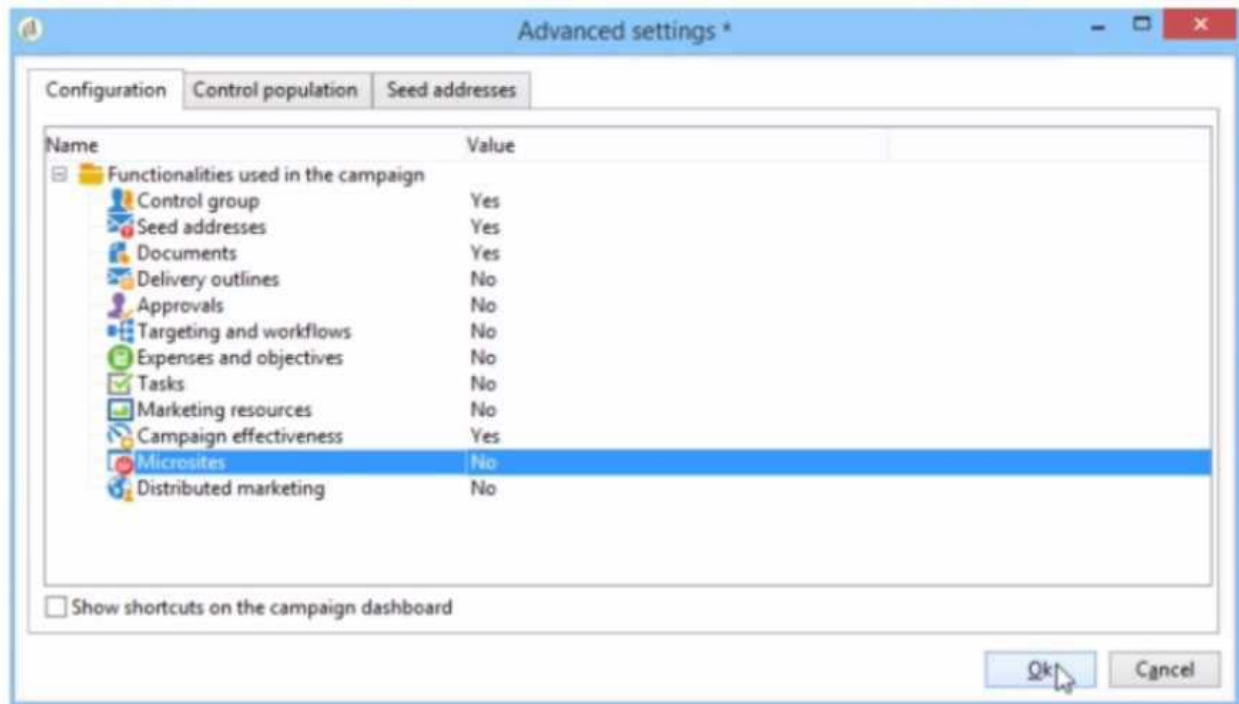 Advanced settings *
Configuration Control population Seed addresses
Name Value
Functionalities used in the campaign
Control group Yes
Seed addresses Yes
Documents Yes
Delivery outlines No
Approvals No
Targeting and workflows No
Expenses and objectives No
Tasks No
Marketing resources No
Campaign effectiveness Yes
Microsites No
Distributed marketing No
Show shortcuts on the campaign dashboard
Ok Cancel